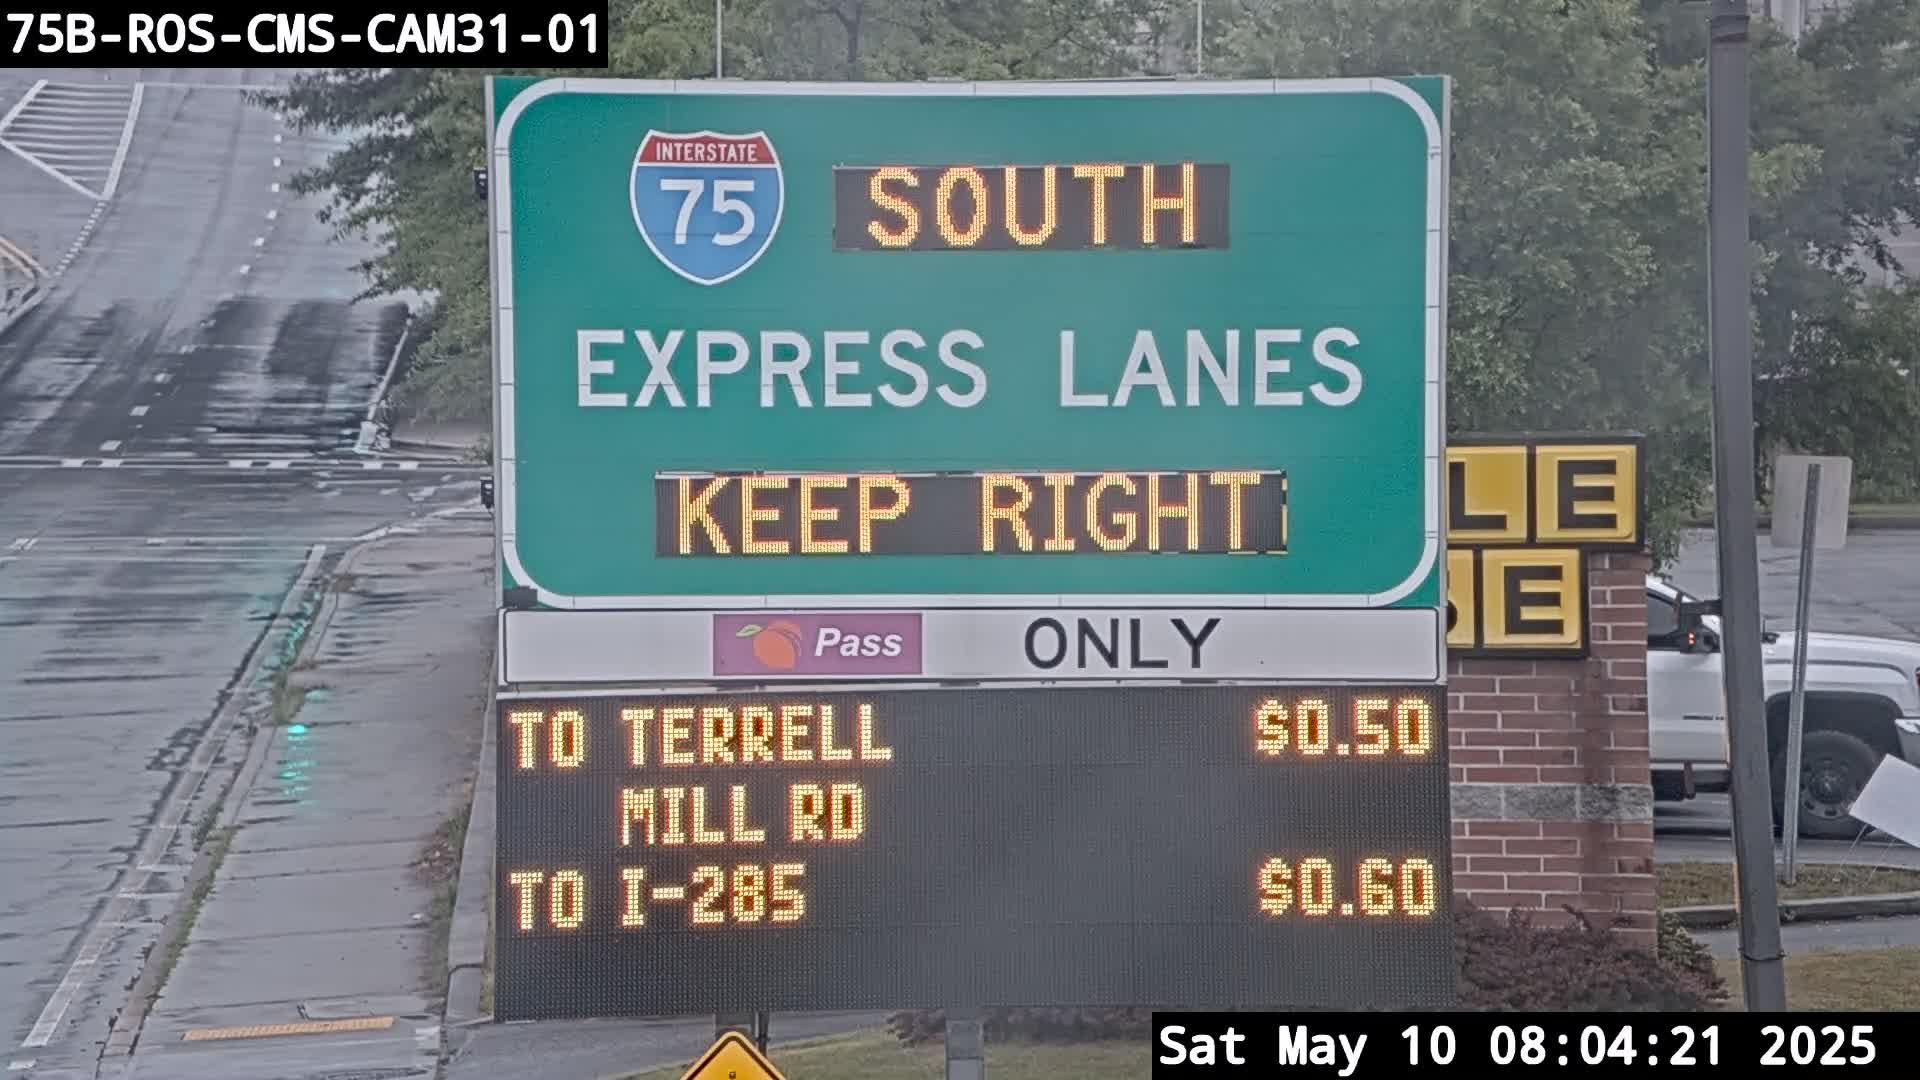 75B-ROS-CMS-CAM31-01
INTERSTATE
75
SOUTH
EXPRESS LANES
KEEP RIGHT
Pass ONLY
TO TERRELL $0.50
MILL RD
TO I-285 $0.60
LE
E
Sat May 10 08:04:21 2025